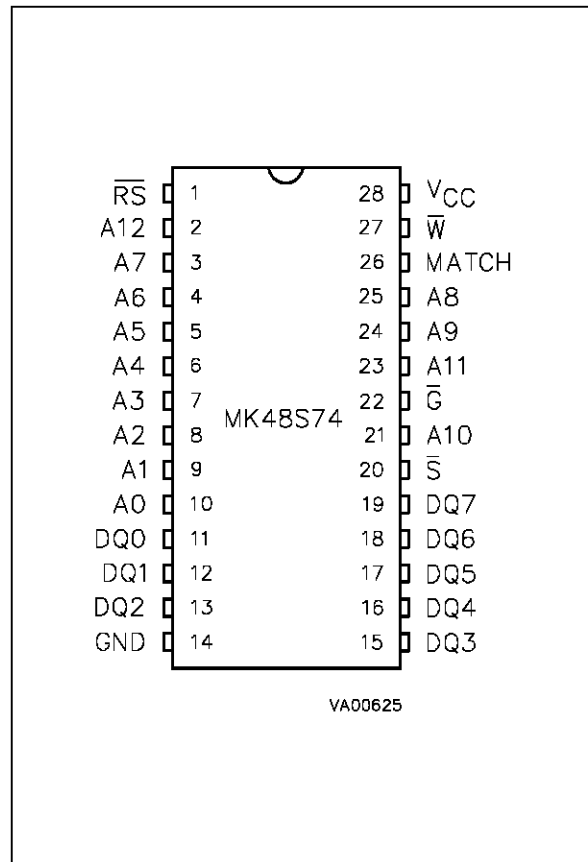 R̅S̅ 1 28 VCC
A12 2 27 W̅
A7 3 26 MATCH
A6 4 25 A8
A5 5 24 A9
A4 6 23 A11
A3 7 22 G̅
MK48S74
A2 8 21 A10
A1 9 20 S̅
A0 10 19 DQ7
DQ0 11 18 DQ6
DQ1 12 17 DQ5
DQ2 13 16 DQ4
GND 14 15 DQ3
VA00625